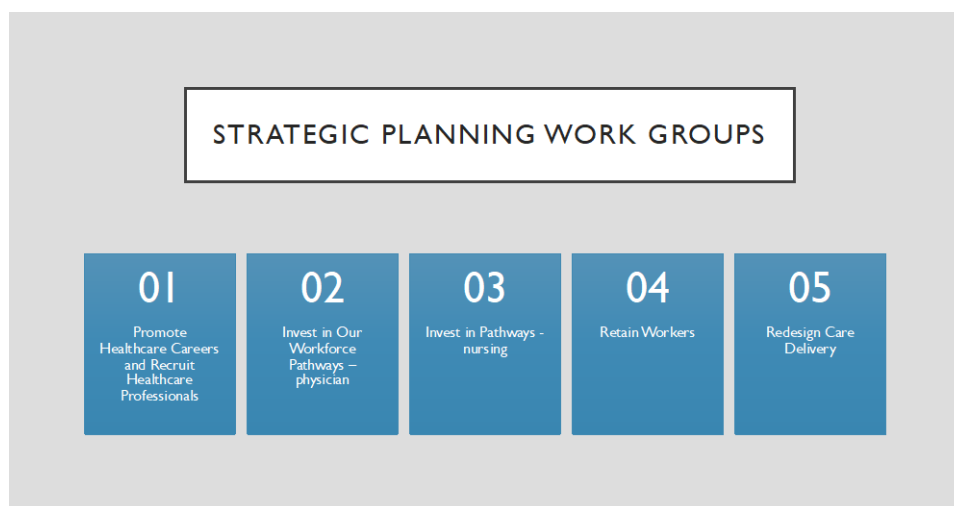 STRATEGIC PLANNING WORK GROUPS
01
Promote
Healthcare Careers
and Recruit
Healthcare
Professionals
02
Invest in Our
Workforce
Pathways –
physician
03
Invest in Pathways -
nursing
04
Retain Workers
05
Redesign Care
Delivery